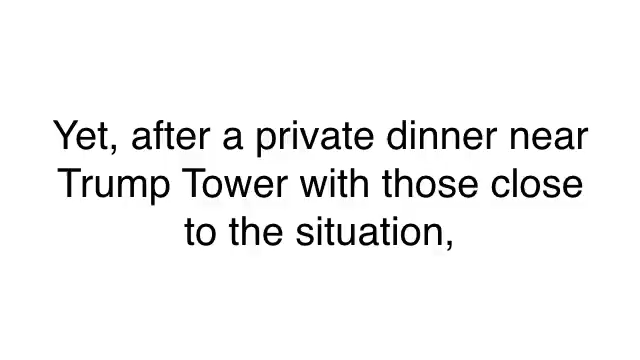 Yet, after a private dinner near
Trump Tower with those close
to the situation,